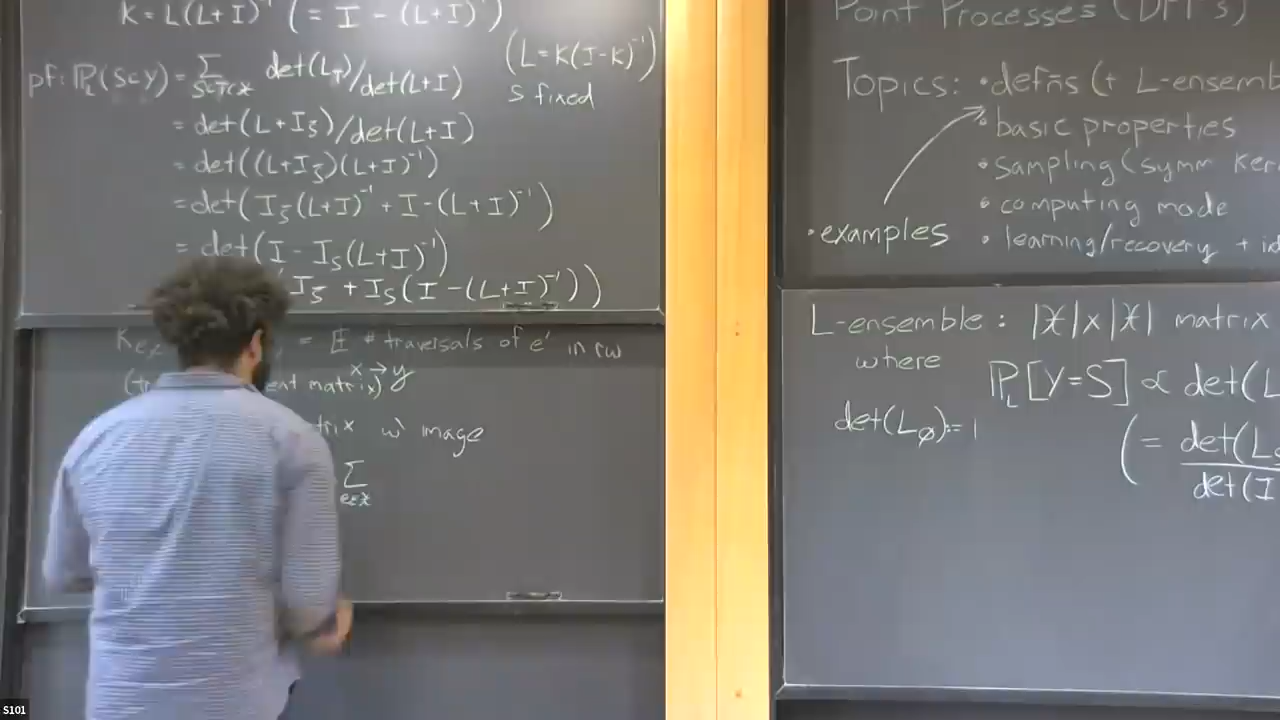 K = L(L+I)⁻¹ (= I - (L+I)⁻¹)
(L=K(I-K)⁻¹)
pf: ℙ_L(S⊂Y) = ∑_{S⊂T⊂X} det(L_T)/det(L+I)
S fixed
= det(L+I_S̄)/det(L+I)
= det((L+I_S̄)(L+I)⁻¹)
= det(I_S̄(L+I)⁻¹ + I-(L+I)⁻¹)
= det(I - I_S(L+I)⁻¹)
I_S̄ + I_S(I-(L+I)⁻¹))
= 𝔼 # traversals of e' in rw
x→y
ent matrix)
trix w/ image
∑_{e∈X}
Point Processes (DPP's)
Topics: • defns (+ L-ensemb
• basic properties
• sampling (symm Ker
• computing mode
• examples
• learning/recovery + id
L-ensemble: |X|x|X| matrix
where
ℙ_L[Y=S] ∝ det(L
det(L_∅):=1
(= det(L
det(I
S101